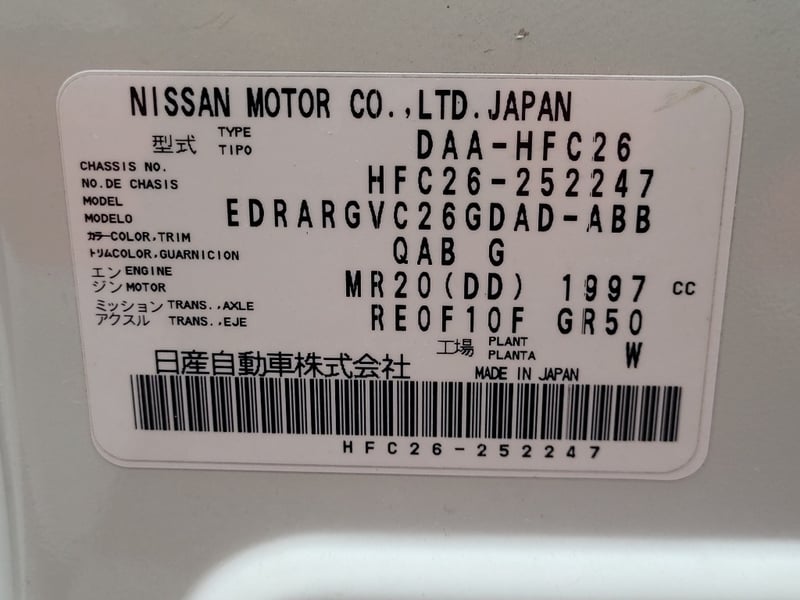 NISSAN MOTOR CO.,LTD.JAPAN
型式 TYPE TIPO DAA-HFC26
CHASSIS NO.
NO.DE CHASIS HFC26-252247
MODEL
MODELO EDRARGVC26GDAD-ABB
カラーCOLOR,TRIM
トリムCOLOR,GUARNICION QAB G
エンジン ENGINE MOTOR MR20(DD) 1997 CC
ミッション TRANS.,AXLE
アクスル TRANS.,EJE RE0F10F GR50
工場 PLANT PLANTA W
日産自動車株式会社 MADE IN JAPAN
HFC26-252247